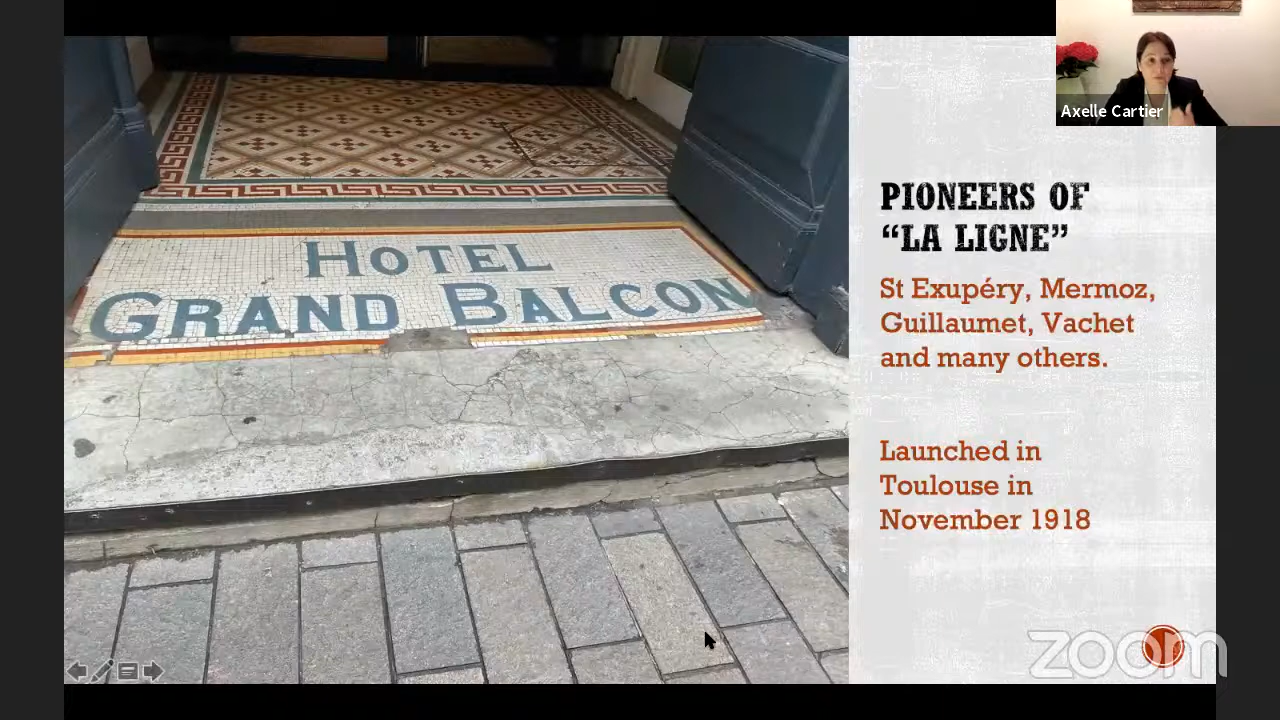 Axelle Cartier
HOTEL
GRAND BALCON
PIONEERS OF
“LA LIGNE”
St Exupéry, Mermoz,
Guillaumet, Vachet
and many others.
Launched in
Toulouse in
November 1918
zoom